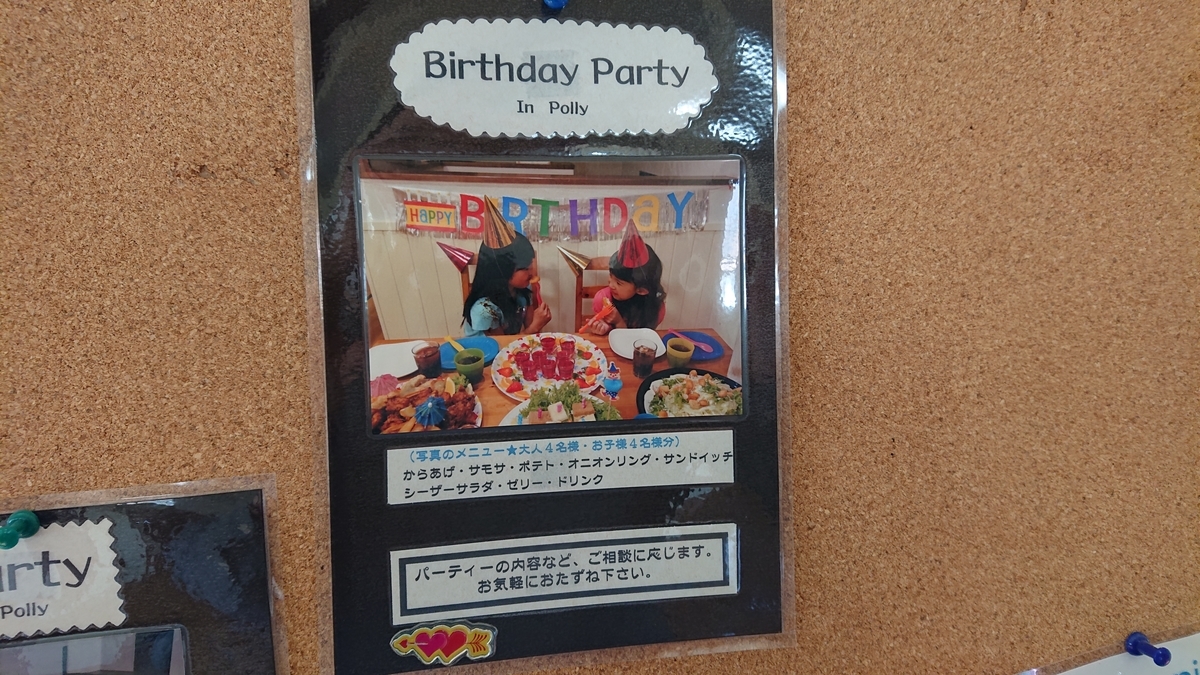 Birthday Party
In Polly
HAPPY BIRTHDAY
(写真のメニュー★大人4名様・お子様4名様分)
からあげ・サモサ・ポテト・オニオンリング・サンドイッチ
シーザーサラダ・ゼリー・ドリンク
パーティーの内容など、ご相談に応じます。
お気軽におたずね下さい。
arty
Polly